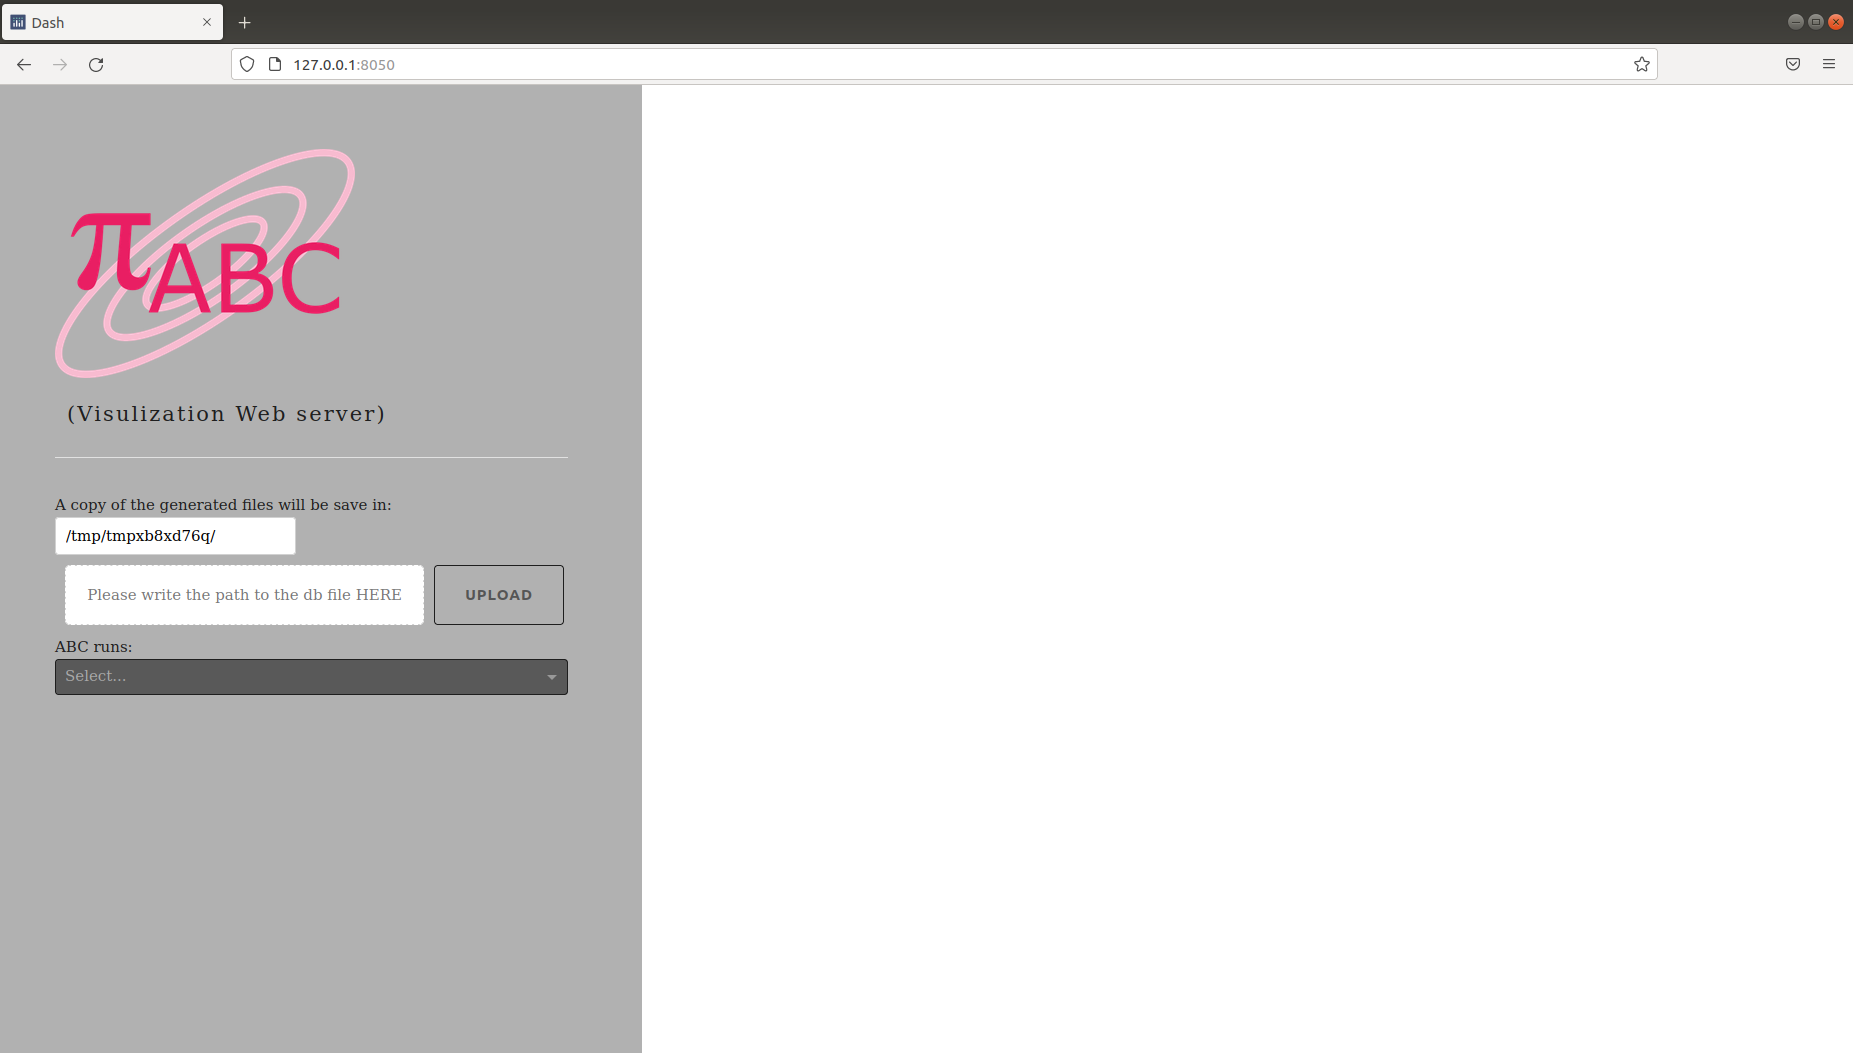 Dash
127.0.0.1:8050
πABC
(Visulization Web server)
A copy of the generated files will be save in:
/tmp/tmpxb8xd76q/
Please write the path to the db file HERE
UPLOAD
ABC runs:
Select...